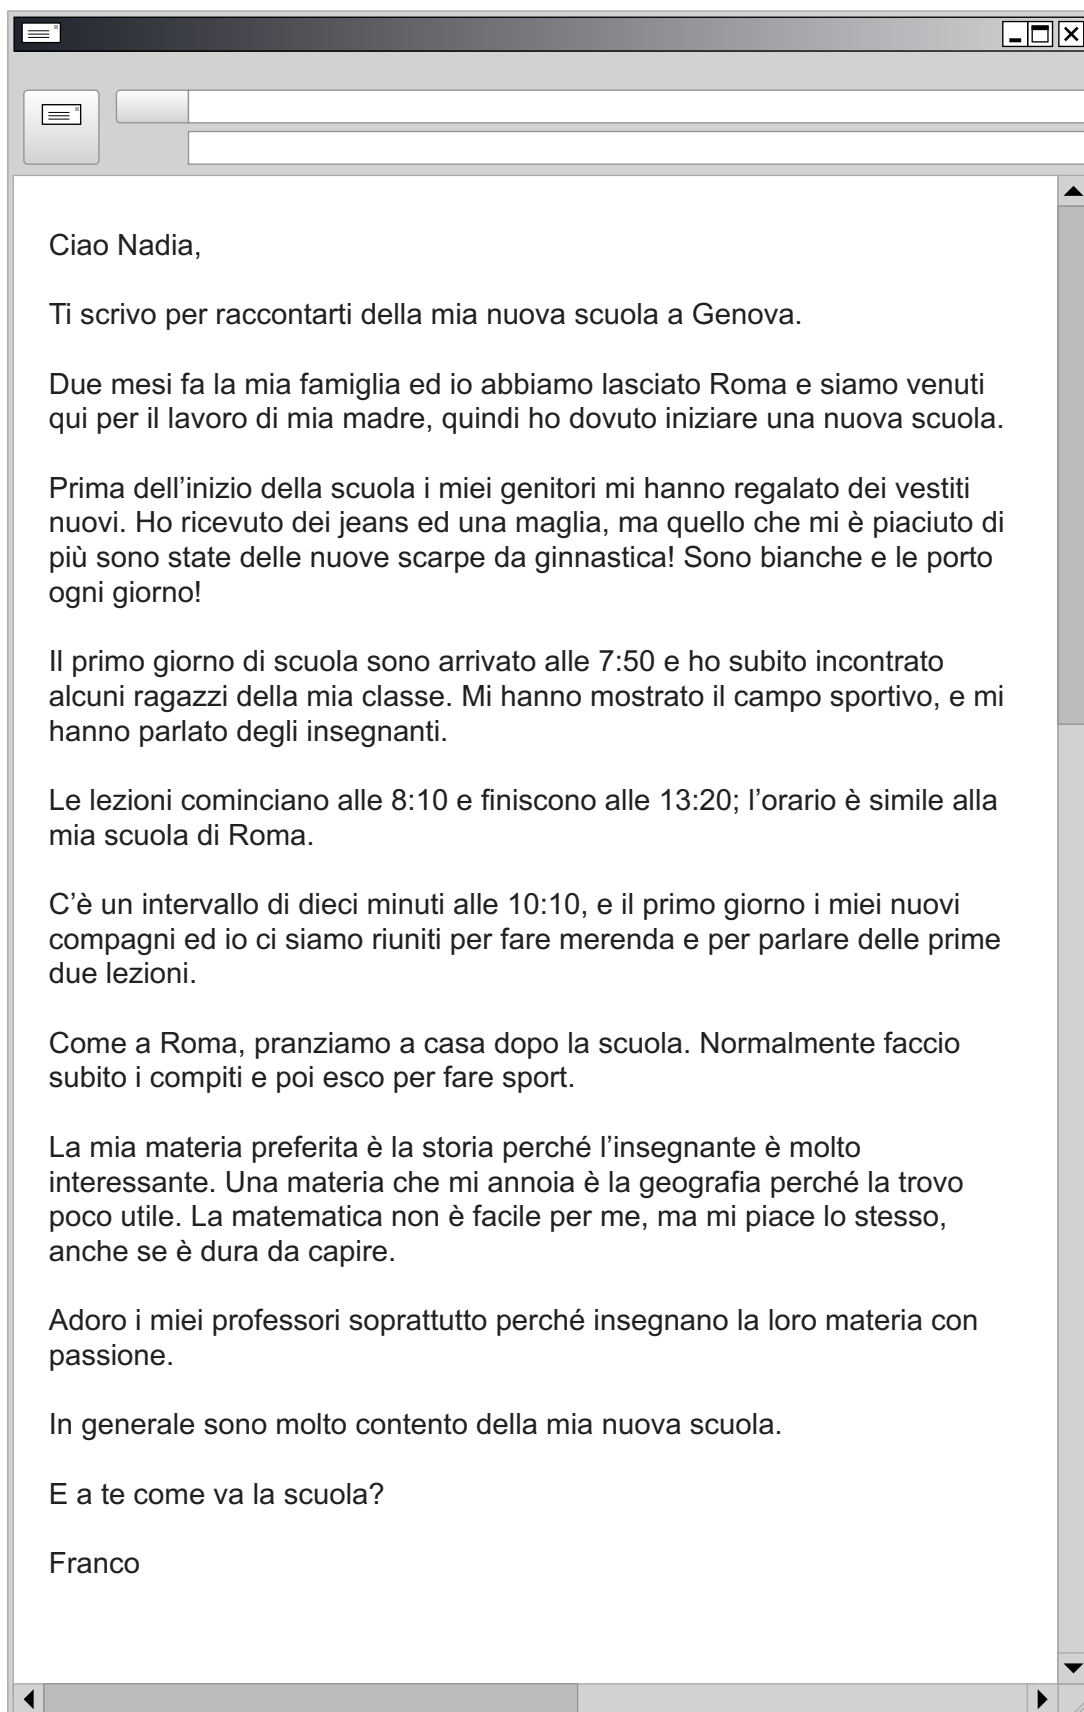 Ciao Nadia,
Ti scrivo per raccontarti della mia nuova scuola a Genova.
Due mesi fa la mia famiglia ed io abbiamo lasciato Roma e siamo venuti
qui per il lavoro di mia madre, quindi ho dovuto iniziare una nuova scuola.
Prima dell’inizio della scuola i miei genitori mi hanno regalato dei vestiti
nuovi. Ho ricevuto dei jeans ed una maglia, ma quello che mi è piaciuto di
più sono state delle nuove scarpe da ginnastica! Sono bianche e le porto
ogni giorno!
Il primo giorno di scuola sono arrivato alle 7:50 e ho subito incontrato
alcuni ragazzi della mia classe. Mi hanno mostrato il campo sportivo, e mi
hanno parlato degli insegnanti.
Le lezioni cominciano alle 8:10 e finiscono alle 13:20; l’orario è simile alla
mia scuola di Roma.
C’è un intervallo di dieci minuti alle 10:10, e il primo giorno i miei nuovi
compagni ed io ci siamo riuniti per fare merenda e per parlare delle prime
due lezioni.
Come a Roma, pranziamo a casa dopo la scuola. Normalmente faccio
subito i compiti e poi esco per fare sport.
La mia materia preferita è la storia perché l’insegnante è molto
interessante. Una materia che mi annoia è la geografia perché la trovo
poco utile. La matematica non è facile per me, ma mi piace lo stesso,
anche se è dura da capire.
Adoro i miei professori soprattutto perché insegnano la loro materia con
passione.
In generale sono molto contento della mia nuova scuola.
E a te come va la scuola?
Franco